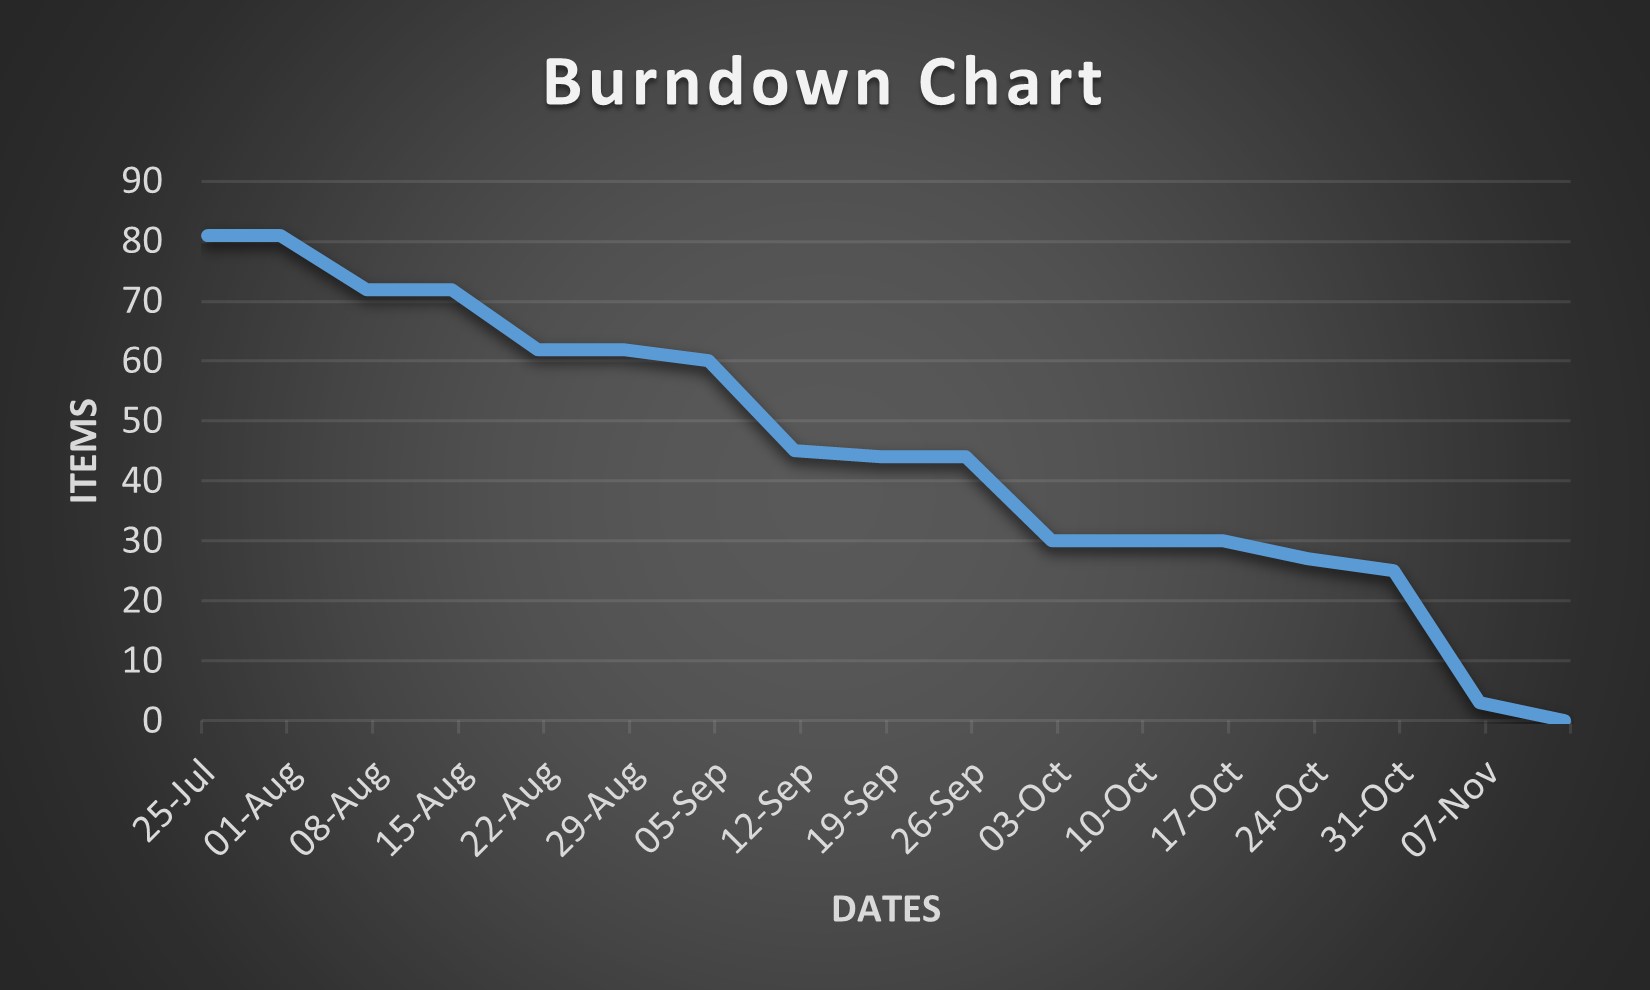 Burndown Chart
90
80
70
60
50
40
30
20
10
0
ITEMS
25-Jul
01-Aug
08-Aug
15-Aug
22-Aug
29-Aug
05-Sep
12-Sep
19-Sep
26-Sep
03-Oct
10-Oct
17-Oct
24-Oct
31-Oct
07-Nov
DATES